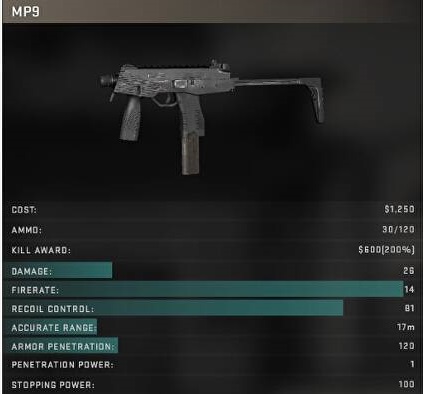 MP9
COST: $1,250
AMMO: 30/120
KILL AWARD: $600(200%)
DAMAGE: 26
FIRERATE: 14
RECOIL CONTROL: 81
ACCURATE RANGE: 17m
ARMOR PENETRATION: 120
PENETRATION POWER: 1
STOPPING POWER: 100